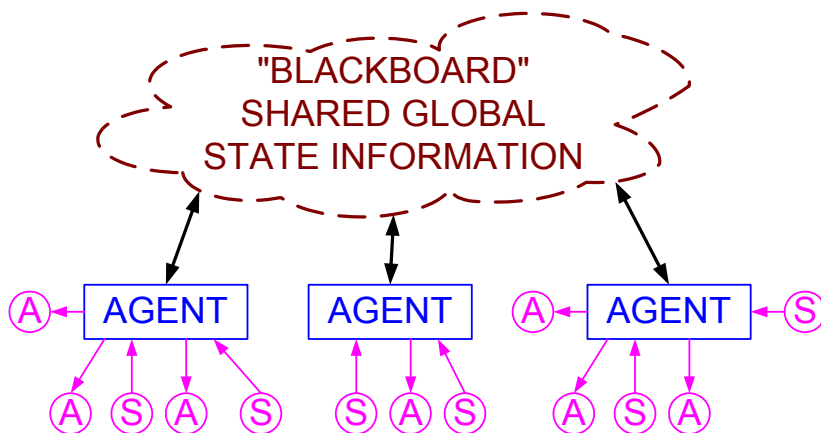 "BLACKBOARD"
SHARED GLOBAL
STATE INFORMATION
A AGENT AGENT A AGENT S
A S A S S A S A S A